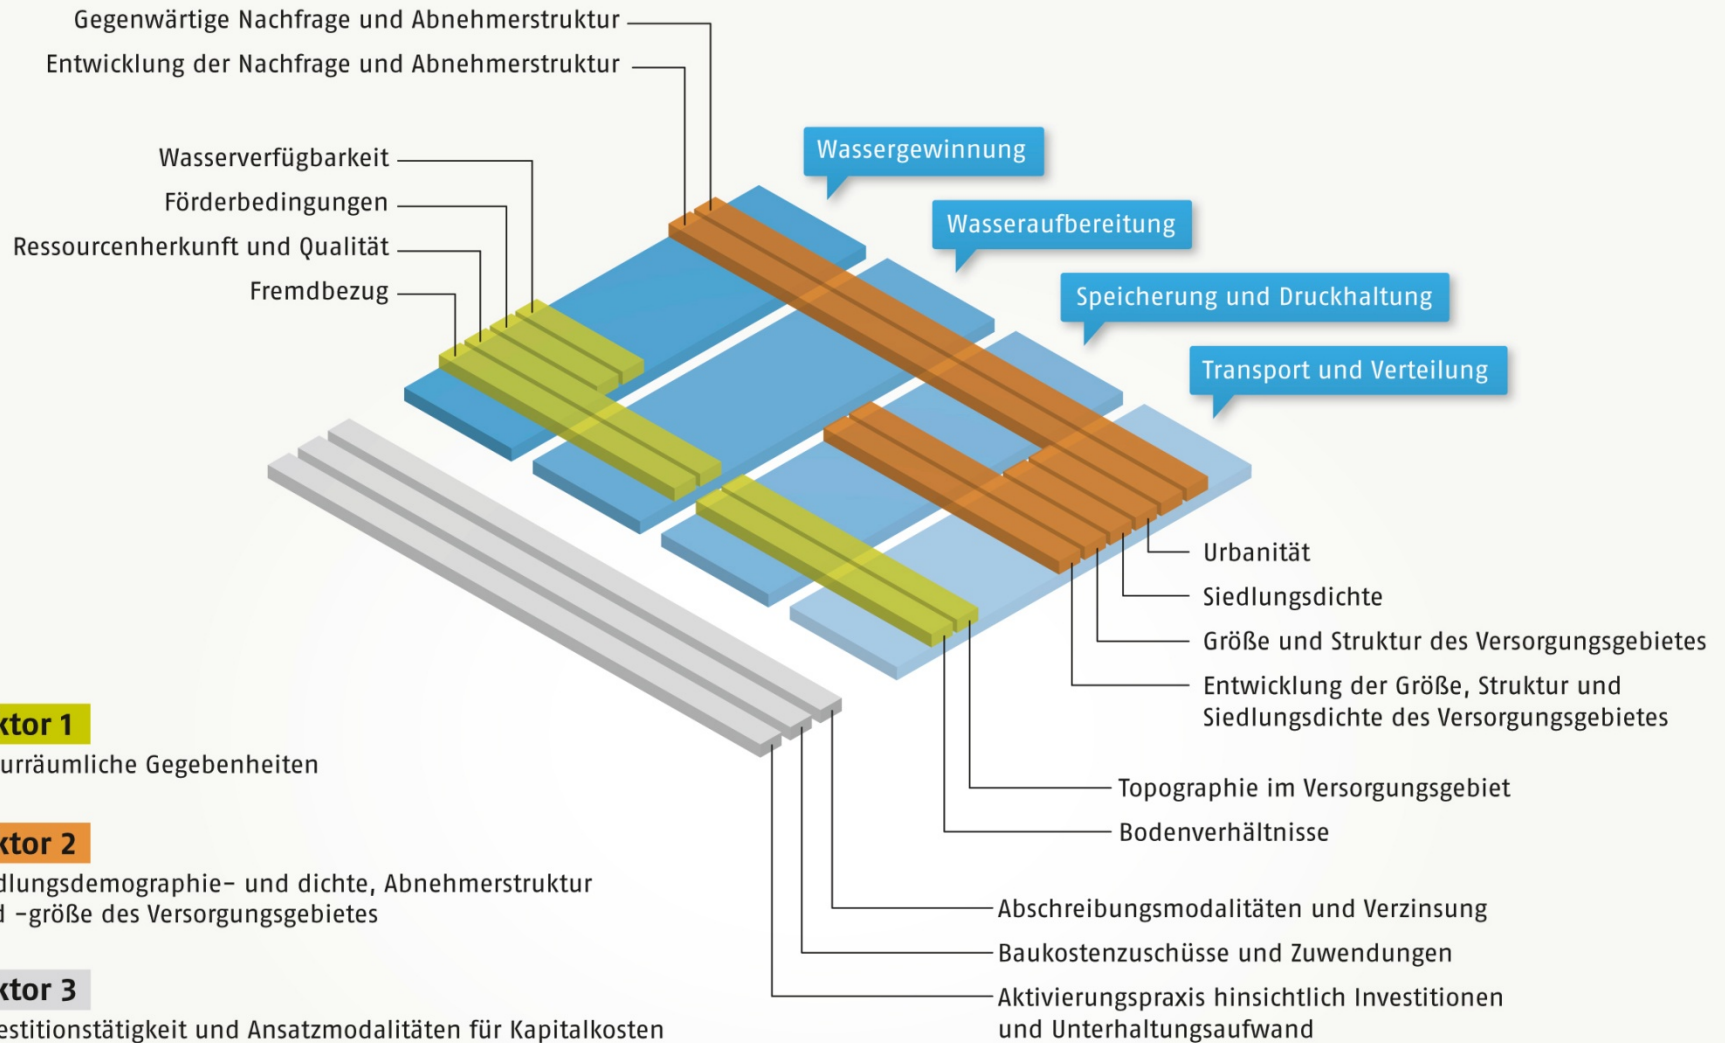 Gegenwärtige Nachfrage und Abnehmerstruktur
Entwicklung der Nachfrage und Abnehmerstruktur
Wasserverfügbarkeit
Förderbedingungen
Ressourcenherkunft und Qualität
Fremdbezug
Wassergewinnung
Wasseraufbereitung
Speicherung und Druckhaltung
Transport und Verteilung
Urbanität
Siedlungsdichte
Größe und Struktur des Versorgungsgebietes
Entwicklung der Größe, Struktur und
Siedlungsdichte des Versorgungsgebietes
Topographie im Versorgungsgebiet
Bodenverhältnisse
Abschreibungsmodalitäten und Verzinsung
Baukostenzuschüsse und Zuwendungen
Aktivierungspraxis hinsichtlich Investitionen
und Unterhaltungsaufwand
ktor 1
urräumliche Gegebenheiten
ktor 2
dlungsdemographie- und dichte, Abnehmerstruktur
d -größe des Versorgungsgebietes
ktor 3
estitionstätigkeit und Ansatzmodalitäten für Kapitalkosten